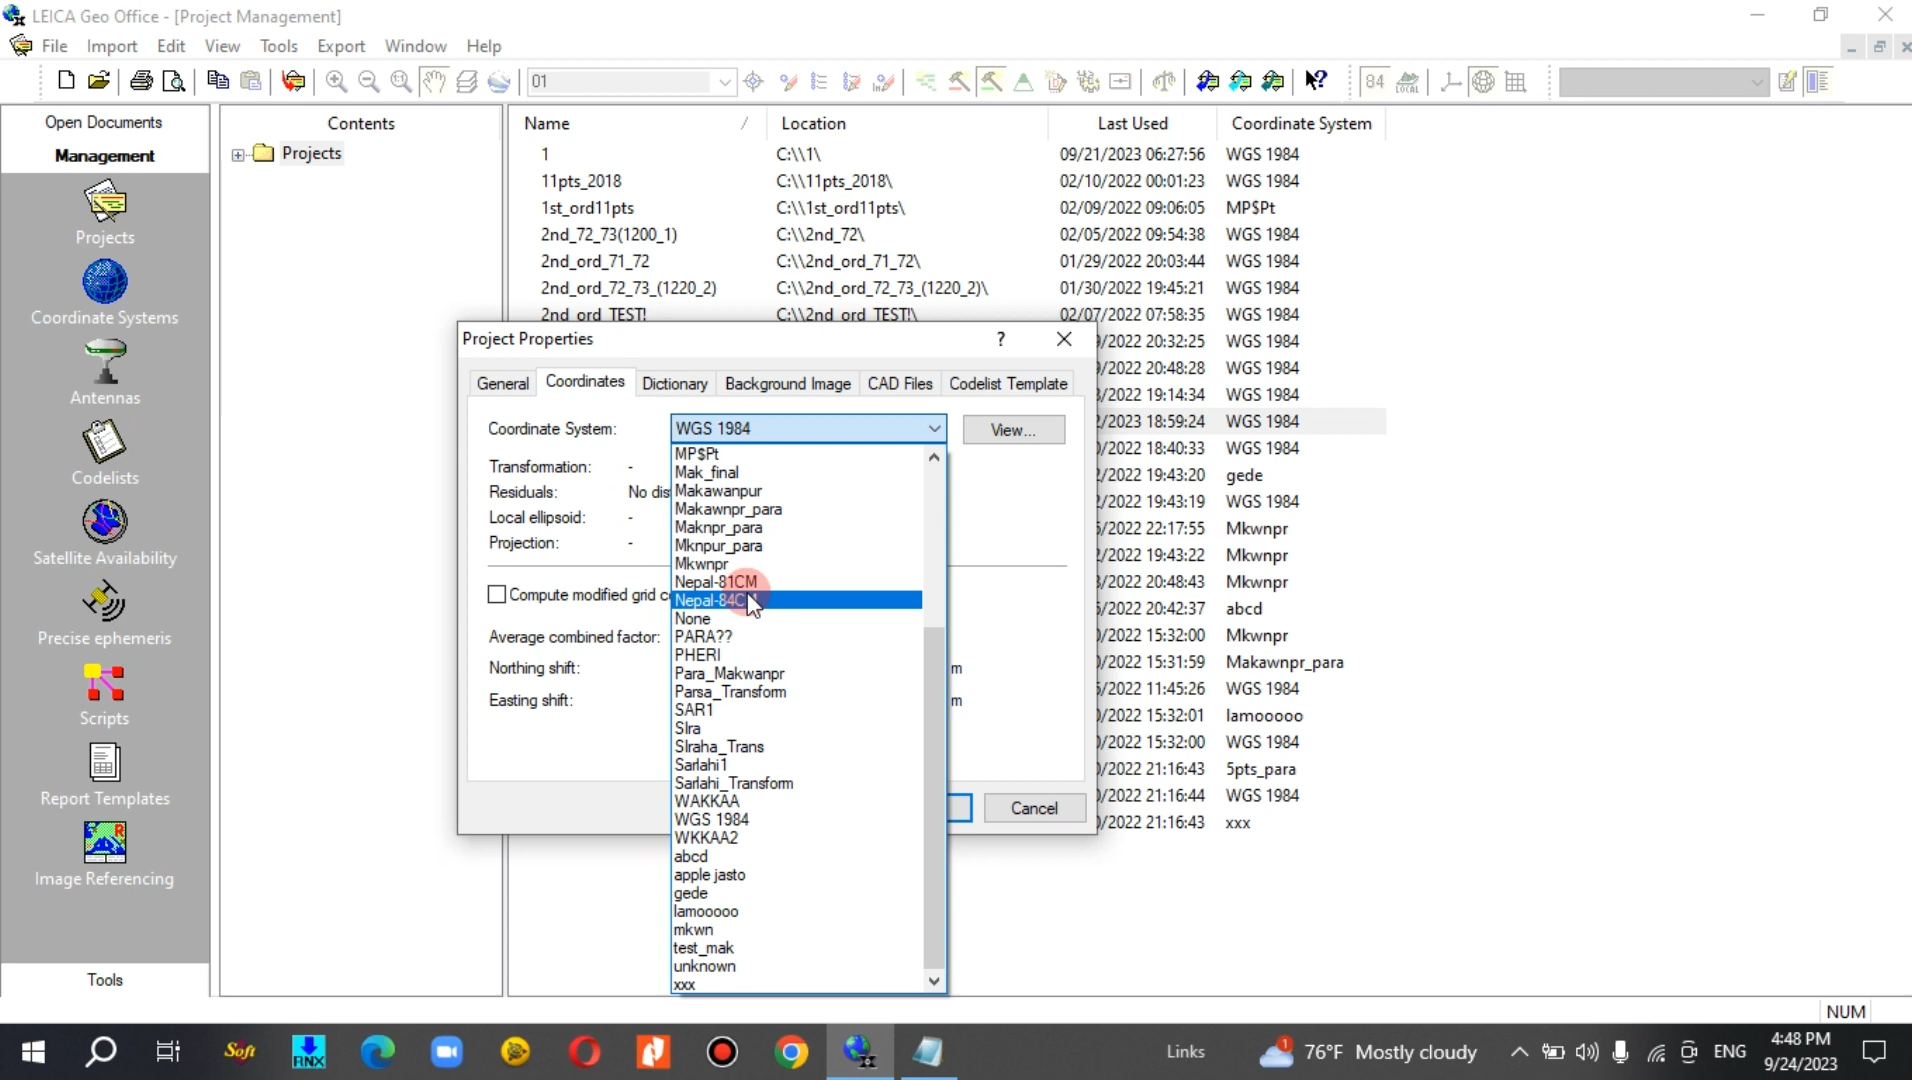 LEICA Geo Office - [Project Management]
File Import Edit View Tools Export Window Help
01
84
LOCAL
Open Documents
Management
Projects
Coordinate Systems
Antennas
Codelists
Satellite Availability
Precise ephemeris
Scripts
Report Templates
Image Referencing
Tools
Contents
Projects
Name / Location Last Used Coordinate System
1 C:\\1\ 09/21/2023 06:27:56 WGS 1984
11pts_2018 C:\\11pts_2018\ 02/10/2022 00:01:23 WGS 1984
1st_ord11pts C:\\1st_ord11pts\ 02/09/2022 09:06:05 MP$Pt
2nd_72_73(1200_1) C:\\2nd_72\ 02/05/2022 09:54:38 WGS 1984
2nd_ord_71_72 C:\\2nd_ord_71_72\ 01/29/2022 20:03:44 WGS 1984
2nd_ord_72_73_(1220_2) C:\\2nd_ord_72_73_(1220_2)\ 01/30/2022 19:45:21 WGS 1984
2nd_ord_TEST! C:\\2nd_ord_TEST!\ 02/07/2022 07:58:35 WGS 1984
/2022 20:32:25 WGS 1984
/2022 20:48:28 WGS 1984
/2022 19:14:34 WGS 1984
2/2023 18:59:24 WGS 1984
/2022 18:40:33 WGS 1984
2/2022 19:43:20 gede
2/2022 19:43:19 WGS 1984
/2022 22:17:55 Mkwnpr
2/2022 19:43:22 Mkwnpr
/2022 20:48:43 Mkwnpr
/2022 20:42:37 abcd
/2022 15:32:00 Mkwnpr
/2022 15:31:59 Makawnpr_para
/2022 11:45:26 WGS 1984
/2022 15:32:01 lamooooo
/2022 15:32:00 WGS 1984
/2022 21:16:43 5pts_para
/2022 21:16:44 WGS 1984
/2022 21:16:43 xxx
Project Properties ?
General Coordinates Dictionary Background Image CAD Files Codelist Template
Coordinate System: WGS 1984 View...
Transformation: -
Residuals: No dis
Local ellipsoid: -
Projection: -
Compute modified grid co
Average combined factor:
Northing shift: m
Easting shift: m
Cancel
MP$Pt
Mak_final
Makawanpur
Makawnpr_para
Maknpr_para
Mknpur_para
Mkwnpr
Nepal-81CM
Nepal-84CM
None
PARA??
PHERI
Para_Makwanpr
Parsa_Transform
SAR1
SIra
SIraha_Trans
Sarlahi1
Sarlahi_Transform
WAKKAA
WGS 1984
WKKAA2
abcd
apple jasto
gede
lamooooo
mkwn
test_mak
unknown
xxx
NUM
Soft
RNX
Links
1
76°F Mostly cloudy
ENG
4:48 PM
9/24/2023